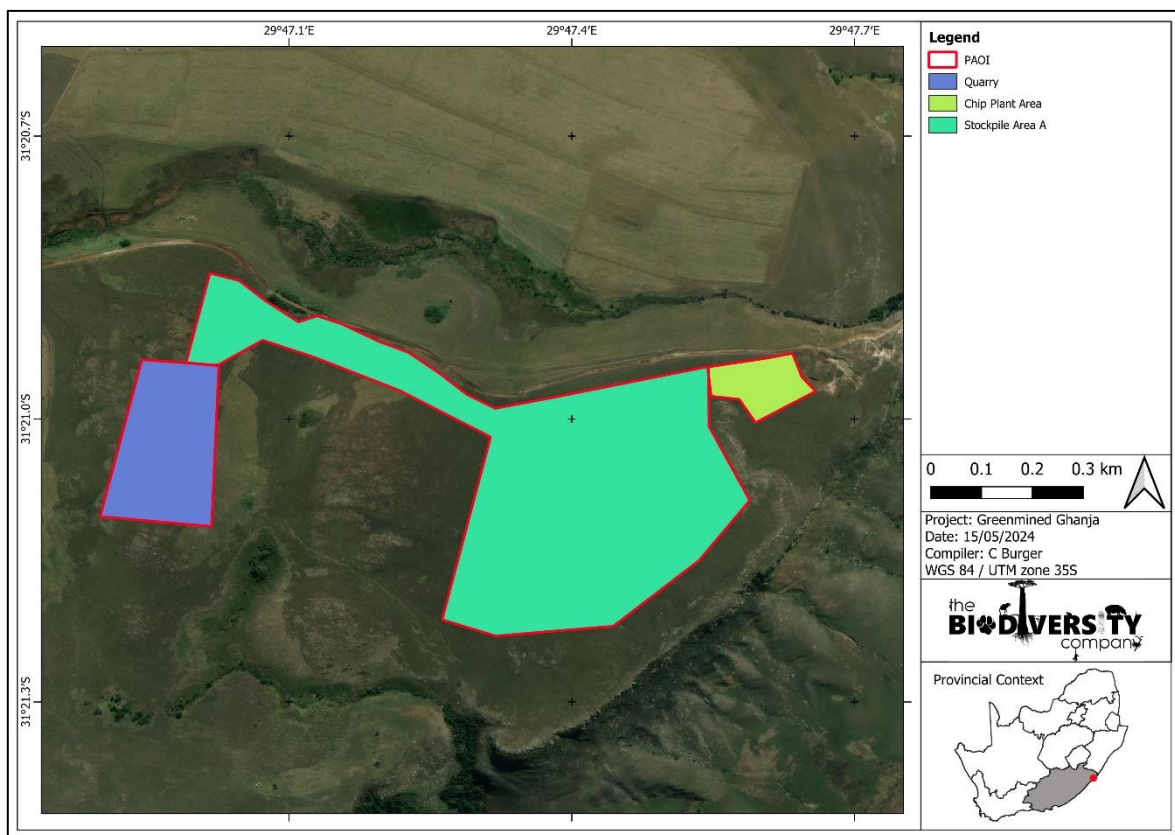 29°47.1'E 29°47.4'E 29°47.7'E
31°20.7'S
31°21.0'S
31°21.3'S
Legend
PAOI
Quarry
Chip Plant Area
Stockpile Area A
0 0.1 0.2 0.3 km
Project: Greenmined Ghanja
Date: 15/05/2024
Compiler: C Burger
WGS 84 / UTM zone 35S
the
BIODIVERSITY
company
Provincial Context